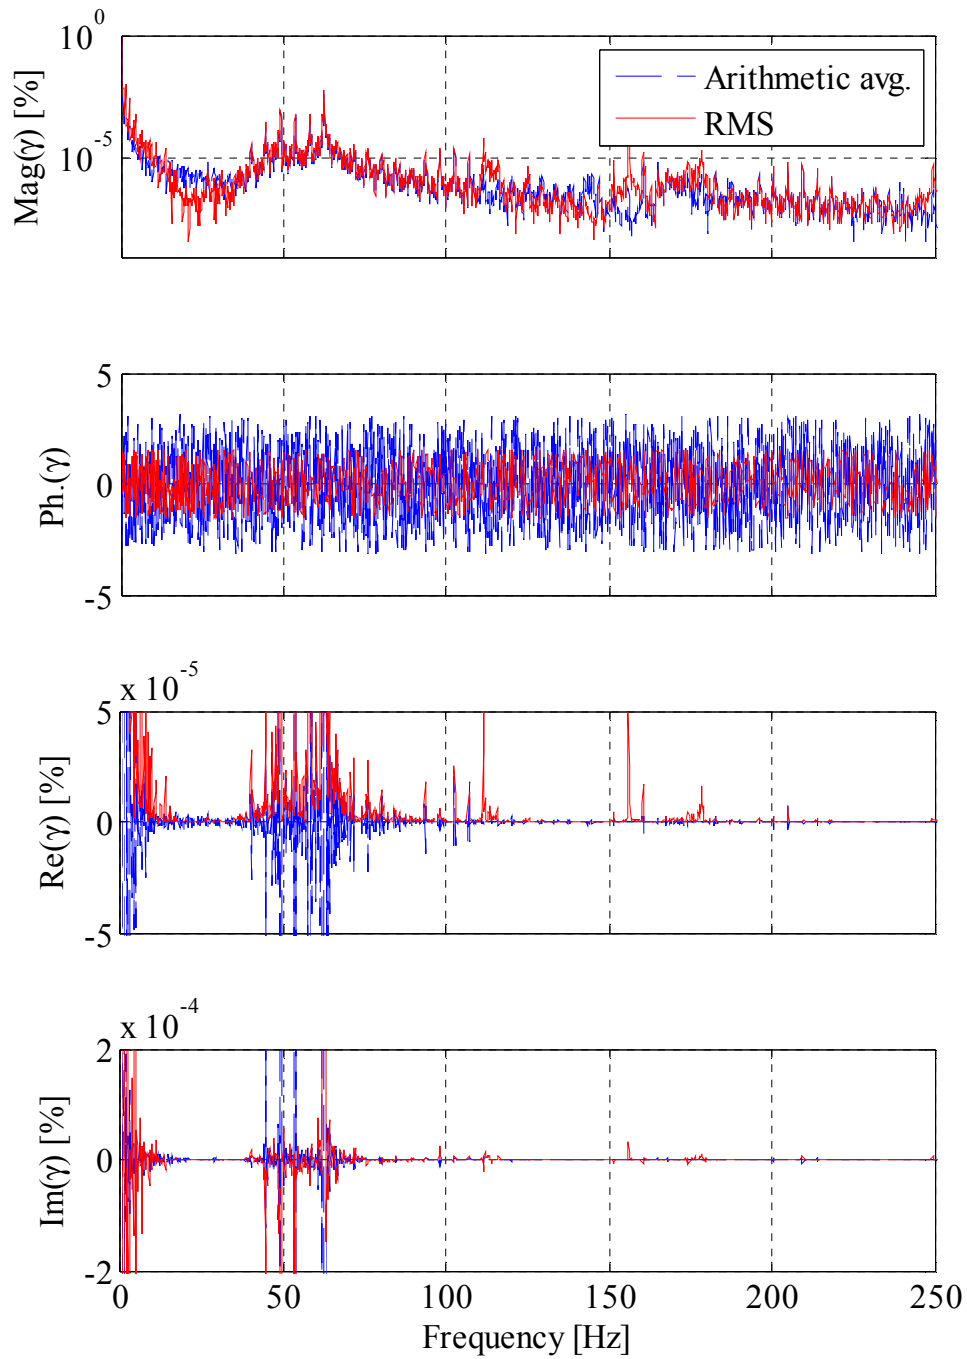 10^0
Mag(γ) [%]
10^-5
Arithmetic avg.
RMS
5
Ph.(γ)
0
-5
x 10^-5
5
Re(γ) [%]
0
-5
x 10^-4
2
Im(γ) [%]
0
-2
0 50 100 150 200 250
Frequency [Hz]